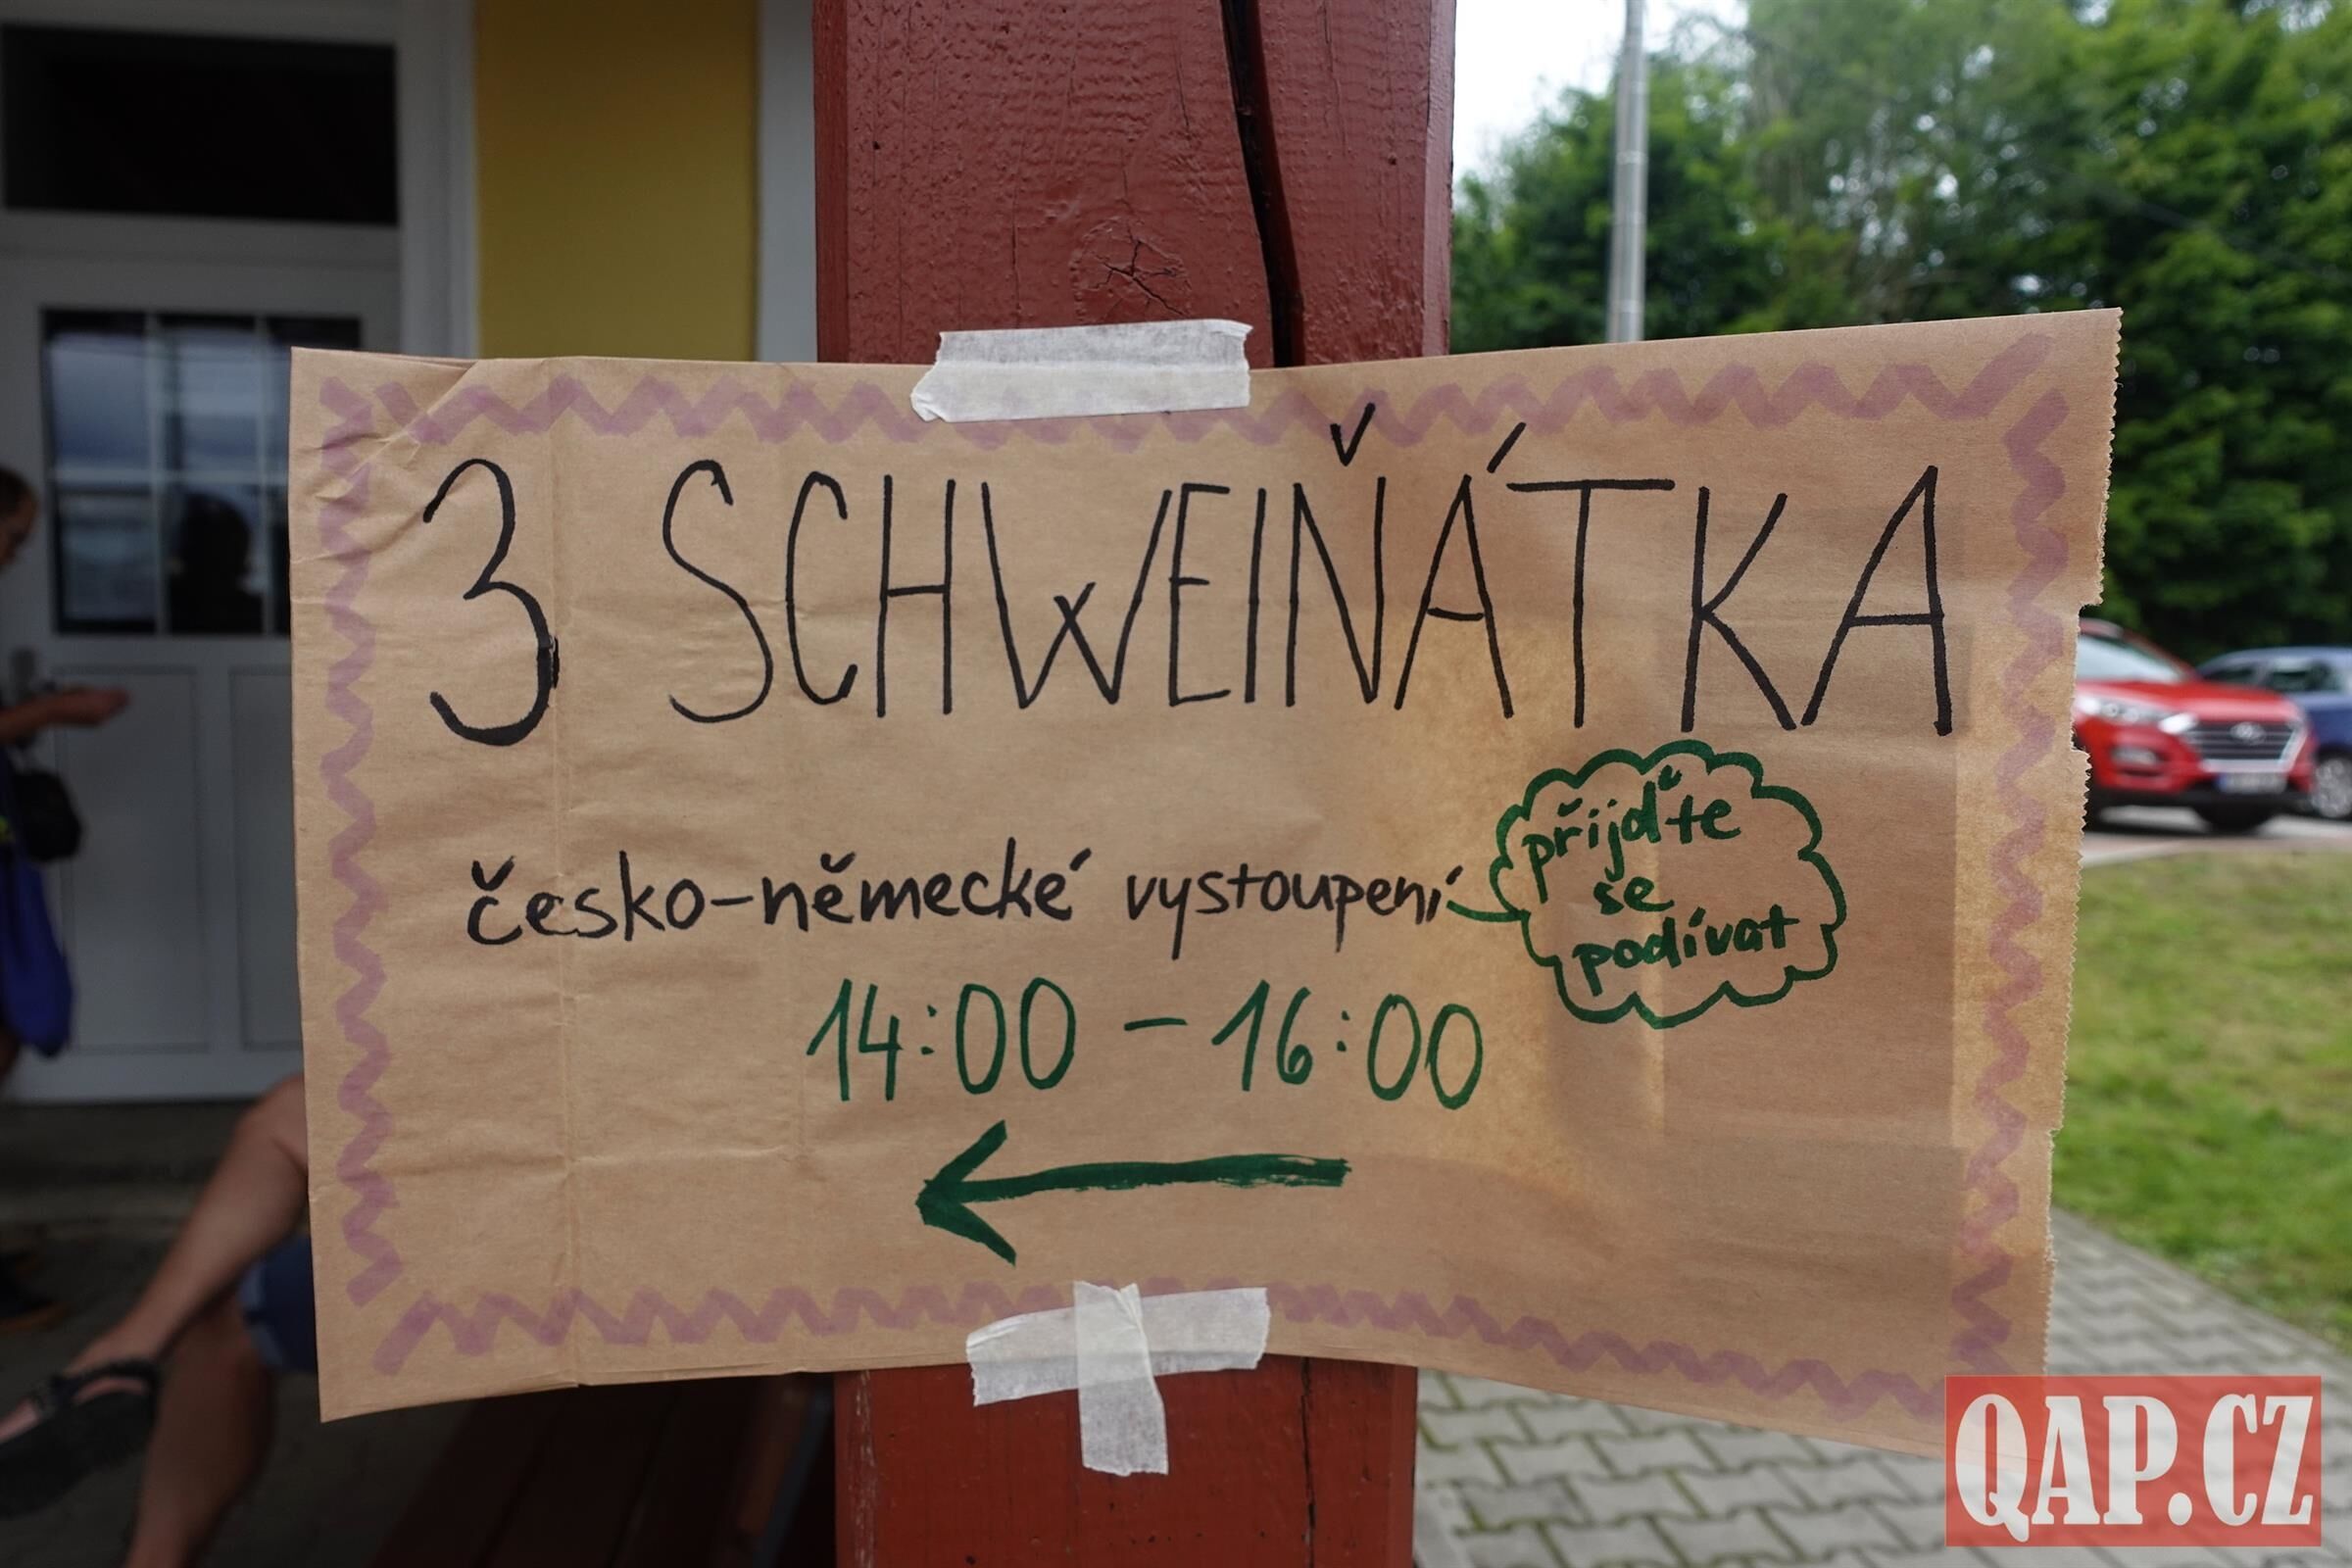 3 SCHWEIŇÁTKA
česko-německé vystoupení
přijďte
se
podívat
14:00 – 16:00
QAP.CZ